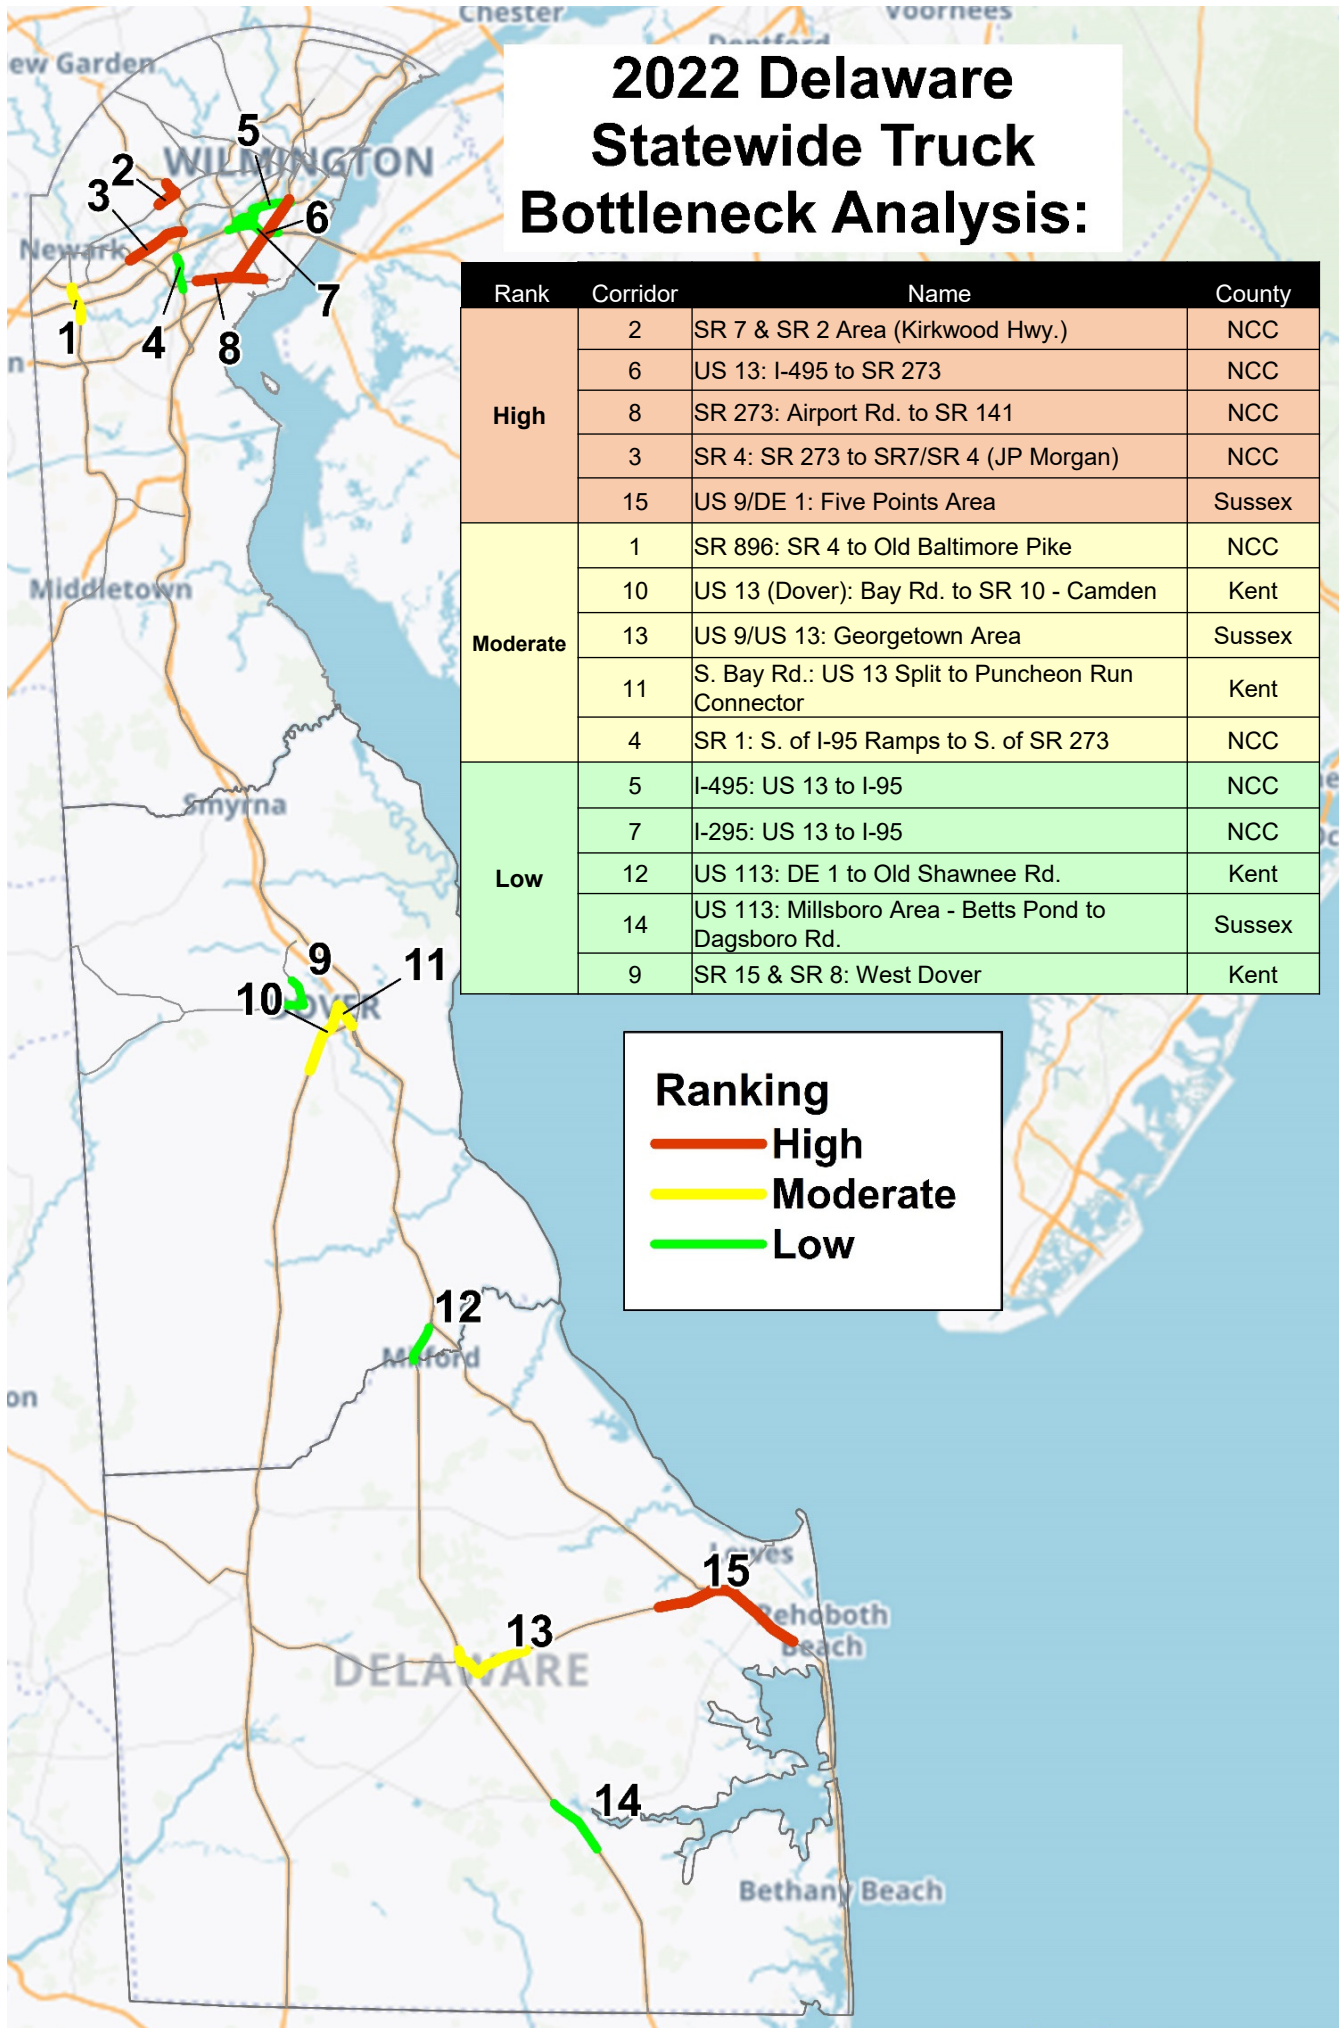 Chester
Voorhees
Deptford
ew Garden
2022 Delaware
Statewide Truck
Bottleneck Analysis:
5
WILMINGTON
2
3
6
Newark
7
1
4
8
n
Rank Corridor Name County
High
2 SR 7 & SR 2 Area (Kirkwood Hwy.) NCC
6 US 13: I-495 to SR 273 NCC
8 SR 273: Airport Rd. to SR 141 NCC
3 SR 4: SR 273 to SR7/SR 4 (JP Morgan) NCC
15 US 9/DE 1: Five Points Area Sussex
Moderate
1 SR 896: SR 4 to Old Baltimore Pike NCC
10 US 13 (Dover): Bay Rd. to SR 10 - Camden Kent
13 US 9/US 13: Georgetown Area Sussex
11 S. Bay Rd.: US 13 Split to Puncheon Run
Connector Kent
4 SR 1: S. of I-95 Ramps to S. of SR 273 NCC
Low
5 I-495: US 13 to I-95 NCC
7 I-295: US 13 to I-95 NCC
12 US 113: DE 1 to Old Shawnee Rd. Kent
14 US 113: Millsboro Area - Betts Pond to
Dagsboro Rd. Sussex
9 SR 15 & SR 8: West Dover Kent
Middletown
Smyrna
9
11
10
DOVER
Ranking
High
Moderate
Low
12
Milford
on
Lewes
15
Rehoboth
Beach
13
DELAWARE
14
Bethany Beach